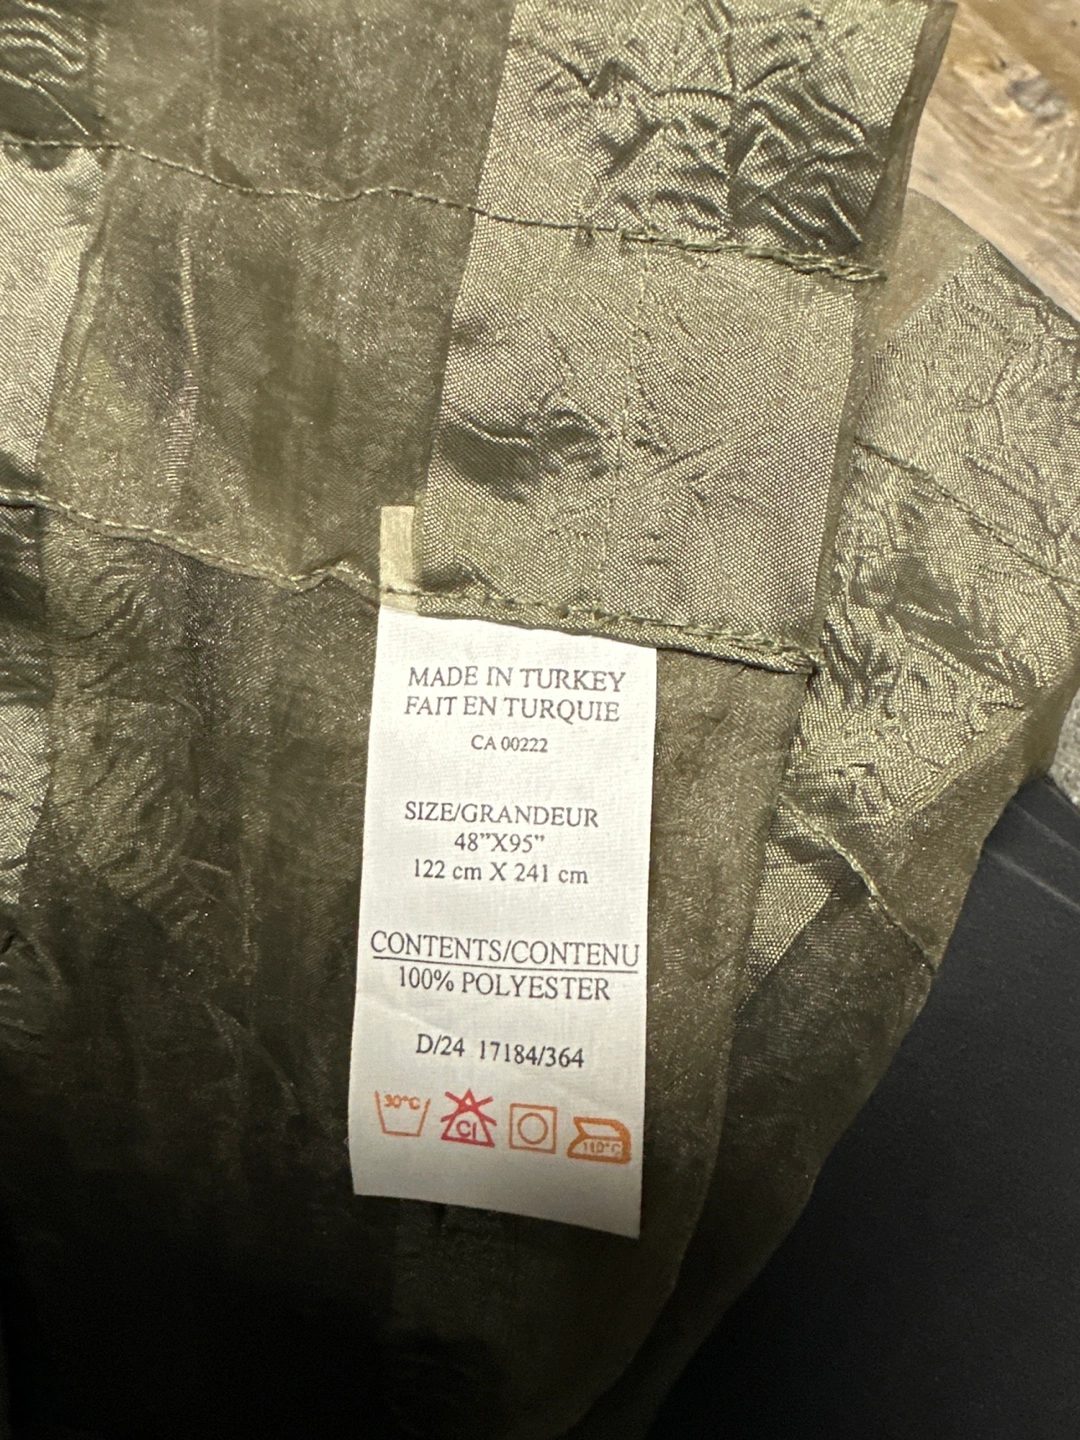 MADE IN TURKEY
FAIT EN TURQUIE
CA 00222
SIZE/GRANDEUR
48”X95”
122 cm X 241 cm
CONTENTS/CONTENU
100% POLYESTER
D/24 17184/364
30°C Cl 110°C